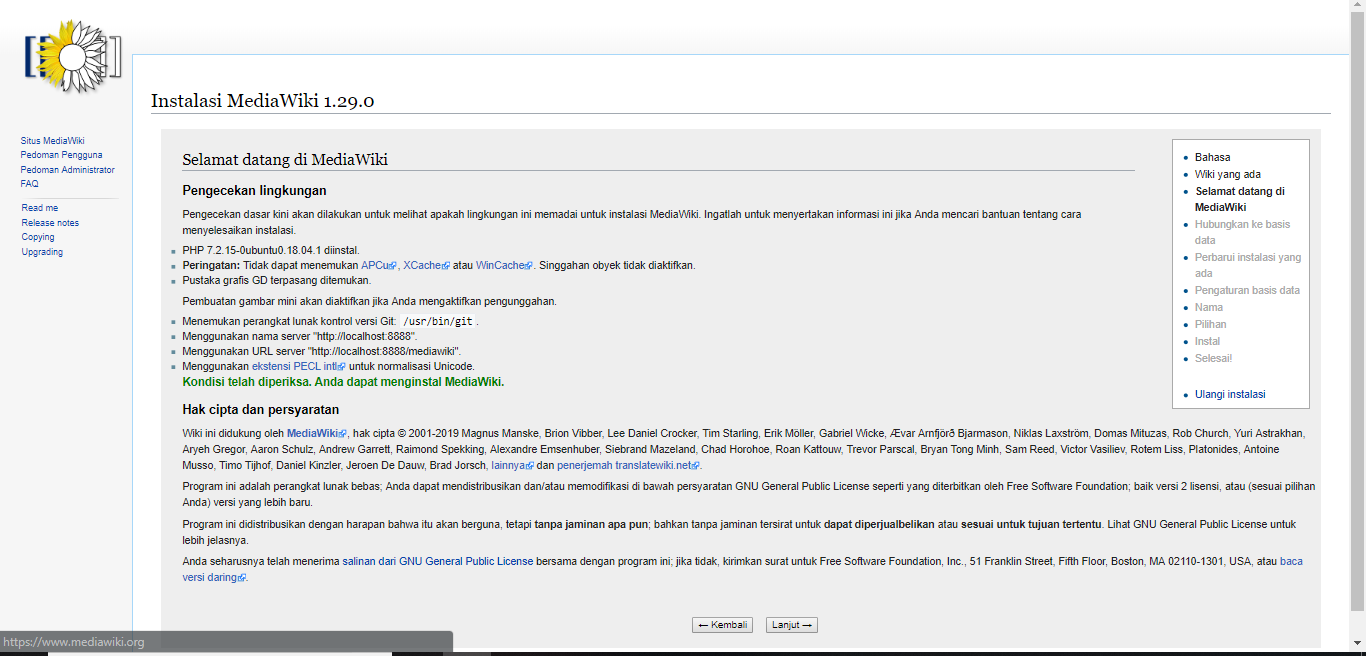 Instalasi MediaWiki 1.29.0
Situs MediaWiki
Pedoman Pengguna
Pedoman Administrator
FAQ
Read me
Release notes
Copying
Upgrading
Selamat datang di MediaWiki
Pengecekan lingkungan
Pengecekan dasar kini akan dilakukan untuk melihat apakah lingkungan ini memadai untuk instalasi MediaWiki. Ingatlah untuk menyertakan informasi ini jika Anda mencari bantuan tentang cara
menyelesaikan instalasi.
PHP 7.2.15-0ubuntu0.18.04.1 diinstal.
Peringatan: Tidak dapat menemukan APCu, XCache atau WinCache. Singgahan obyek tidak diaktifkan.
Pustaka grafis GD terpasang ditemukan.
Pembuatan gambar mini akan diaktifkan jika Anda mengaktifkan pengunggahan.
Menemukan perangkat lunak kontrol versi Git: /usr/bin/git.
Menggunakan nama server "http://localhost:8888".
Menggunakan URL server "http://localhost:8888/mediawiki".
Menggunakan ekstensi PECL intl untuk normalisasi Unicode.
Kondisi telah diperiksa. Anda dapat menginstal MediaWiki.
Hak cipta dan persyaratan
Wiki ini didukung oleh MediaWiki, hak cipta © 2001-2019 Magnus Manske, Brion Vibber, Lee Daniel Crocker, Tim Starling, Erik Möller, Gabriel Wicke, Ævar Arnfjörð Bjarmason, Niklas Laxström, Domas Mituzas, Rob Church, Yuri Astrakhan,
Aryeh Gregor, Aaron Schulz, Andrew Garrett, Raimond Spekking, Alexandre Emsenhuber, Siebrand Mazeland, Chad Horohoe, Roan Kattouw, Trevor Parscal, Bryan Tong Minh, Sam Reed, Victor Vasiliev, Rotem Liss, Platonides, Antoine
Musso, Timo Tijhof, Daniel Kinzler, Jeroen De Dauw, Brad Jorsch, lainnya dan penerjemah translatewiki.net.
Program ini adalah perangkat lunak bebas; Anda dapat mendistribusikan dan/atau memodifikasi di bawah persyaratan GNU General Public License seperti yang diterbitkan oleh Free Software Foundation; baik versi 2 lisensi, atau (sesuai pilihan
Anda) versi yang lebih baru.
Program ini didistribusikan dengan harapan bahwa itu akan berguna, tetapi tanpa jaminan apa pun; bahkan tanpa jaminan tersirat untuk dapat diperjualbelikan atau sesuai untuk tujuan tertentu. Lihat GNU General Public License untuk
lebih jelasnya.
Anda seharusnya telah menerima salinan dari GNU General Public License bersama dengan program ini; jika tidak, kirimkan surat untuk Free Software Foundation, Inc., 51 Franklin Street, Fifth Floor, Boston, MA 02110-1301, USA, atau baca
versi daring.
← Kembali
Lanjut →
Bahasa
Wiki yang ada
Selamat datang di
MediaWiki
Hubungkan ke basis
data
Perbarui instalasi yang
ada
Pengaturan basis data
Nama
Pilihan
Instal
Selesai!
Ulangi instalasi
https://www.mediawiki.org